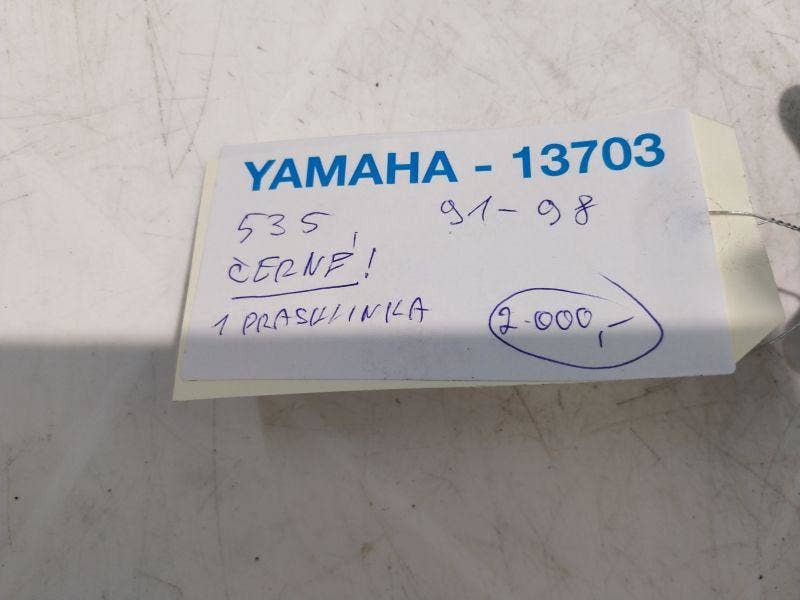 YAMAHA - 13703
535 91-98
ČERNÉ!
1 PRASKLINKA 2.000,-